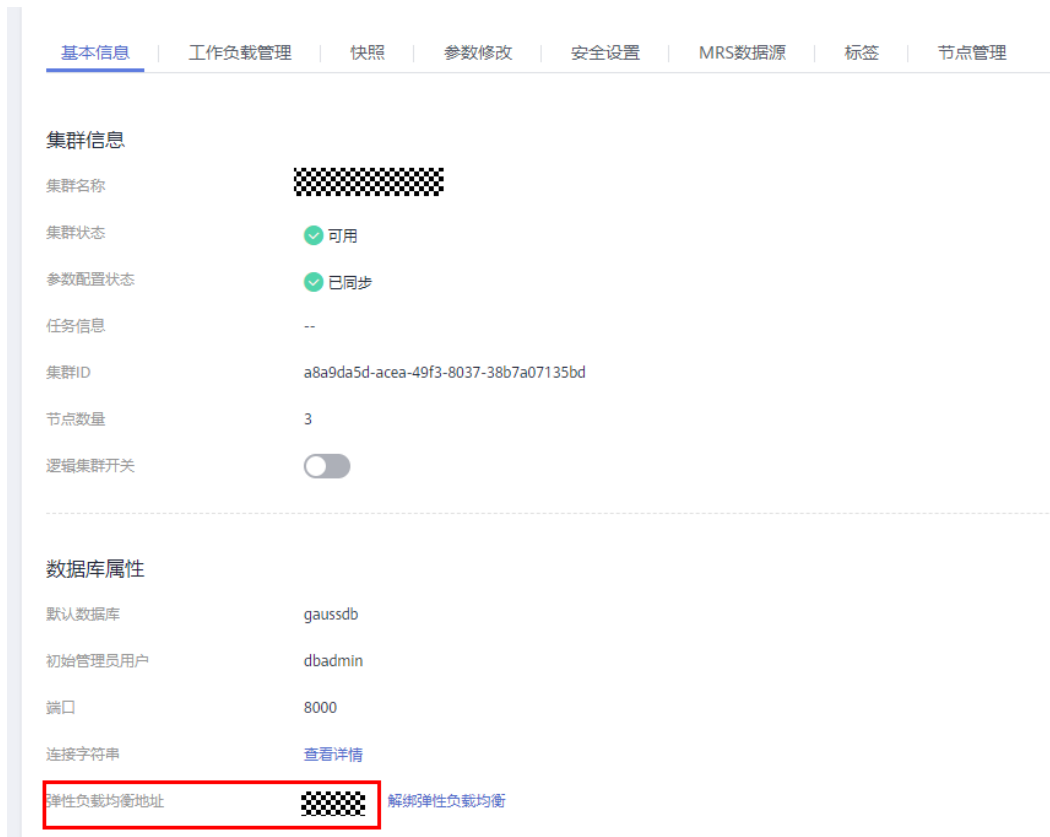 基本信息 工作负载管理 快照 参数修改 安全设置 MRS数据源 标签 节点管理
集群信息
集群名称
集群状态 可用
参数配置状态 已同步
任务信息 --
集群ID a8a9da5d-acea-49f3-8037-38b7a07135bd
节点数量 3
逻辑集群开关
数据库属性
默认数据库 gaussdb
初始管理员用户 dbadmin
端口 8000
连接字符串 查看详情
弹性负载均衡地址 解绑弹性负载均衡